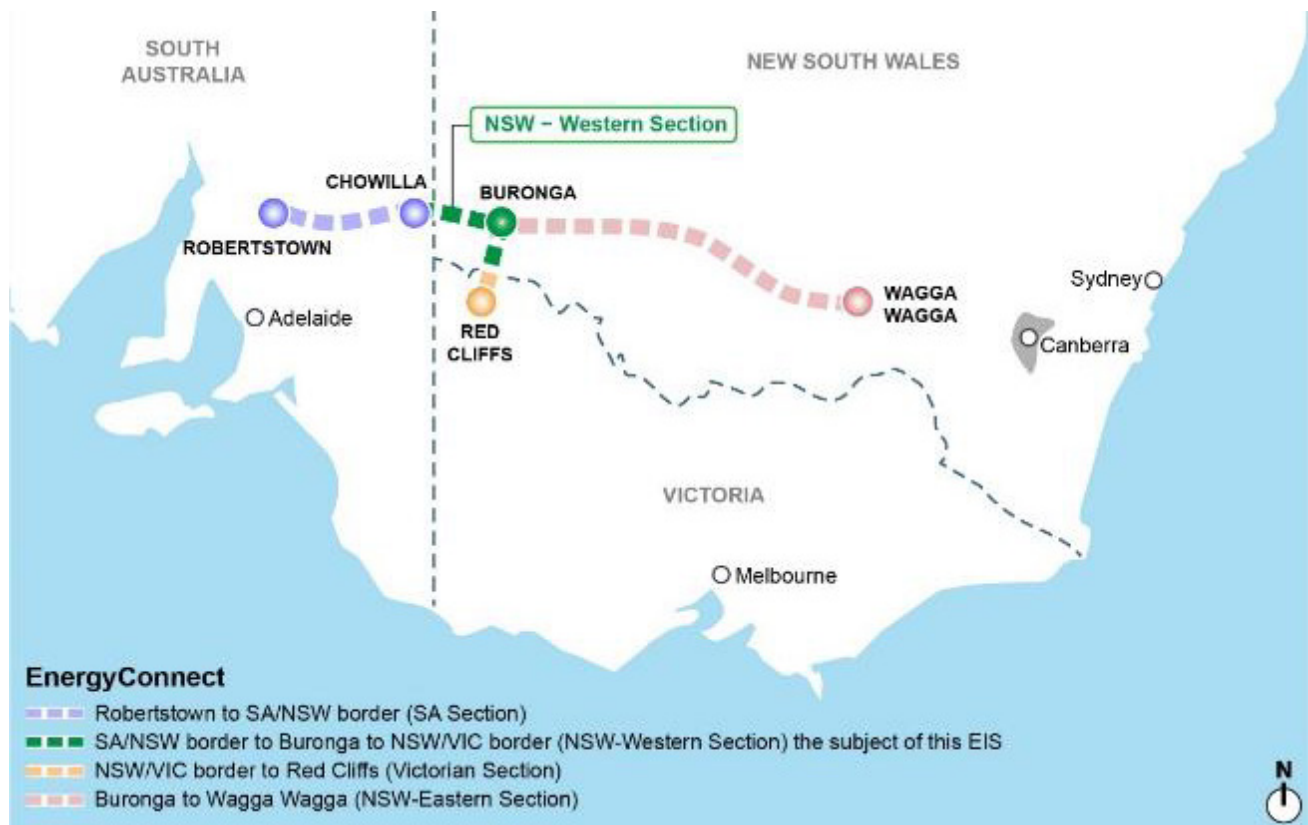 SOUTH
AUSTRALIA
NEW SOUTH WALES
NSW – Western Section
CHOWILLA
BURONGA
ROBERTSTOWN
Sydney
WAGGA
WAGGA
Adelaide
RED
CLIFFS
Canberra
VICTORIA
Melbourne
EnergyConnect
Robertstown to SA/NSW border (SA Section)
SA/NSW border to Buronga to NSW/VIC border (NSW-Western Section) the subject of this EIS
NSW/VIC border to Red Cliffs (Victorian Section)
Buronga to Wagga Wagga (NSW-Eastern Section)
N